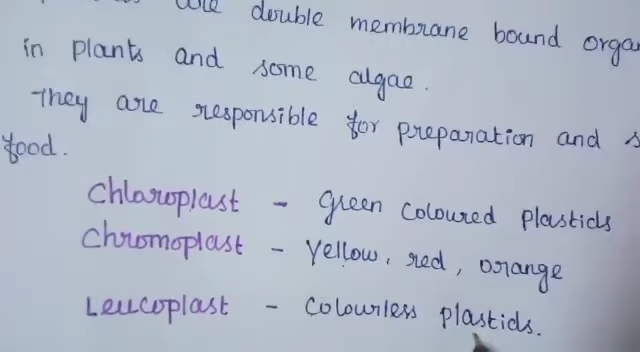 are double membrane bound
in plants and some algae.
They are responsible for preparation and
food.
Chloroplast - green coloured plastids
Chromoplast - Yellow, red, orange
Leucoplast - Colourless plastids.